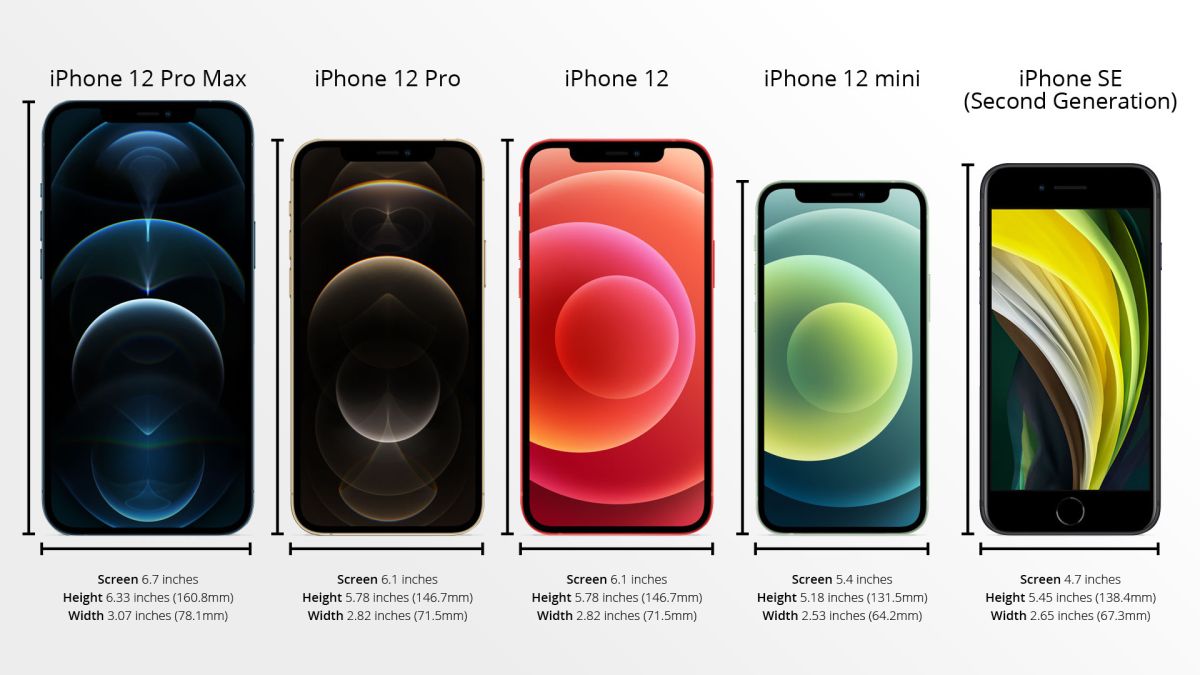 iPhone 12 Pro Max
Screen 6.7 inches
Height 6.33 inches (160.8mm)
Width 3.07 inches (78.1mm)
iPhone 12 Pro
Screen 6.1 inches
Height 5.78 inches (146.7mm)
Width 2.82 inches (71.5mm)
iPhone 12
Screen 6.1 inches
Height 5.78 inches (146.7mm)
Width 2.82 inches (71.5mm)
iPhone 12 mini
Screen 5.4 inches
Height 5.18 inches (131.5mm)
Width 2.53 inches (64.2mm)
iPhone SE
(Second Generation)
Screen 4.7 inches
Height 5.45 inches (138.4mm)
Width 2.65 inches (67.3mm)